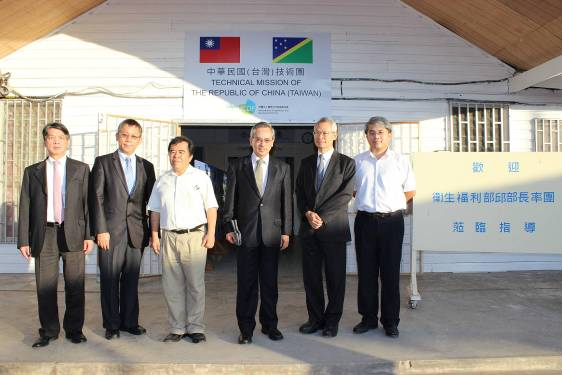 中華民國(台灣)技術團
TECHNICAL MISSION OF
THE REPUBLIC OF CHINA (TAIWAN)
歡迎
衛生福利部邱部長率團
蒞臨指導